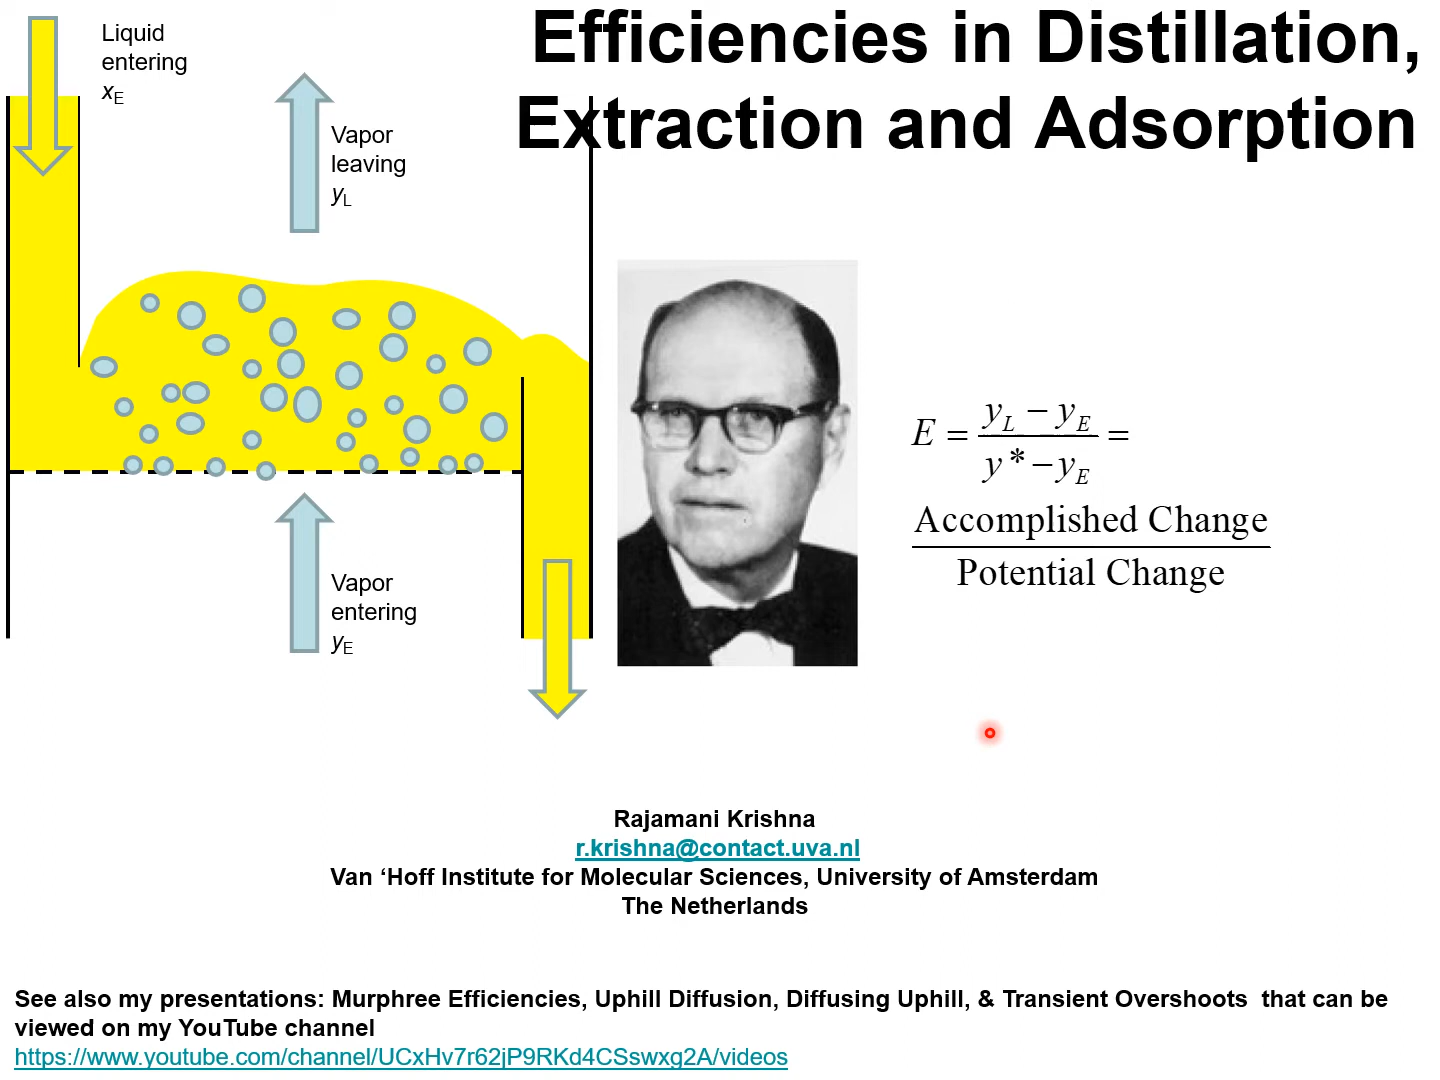 Efficiencies in Distillation,
Extraction and Adsorption
Liquid
entering
xE
Vapor
leaving
yL
Vapor
entering
yE
E = (yL − yE) / (y* − yE) =
Accomplished Change
Potential Change
Rajamani Krishna
r.krishna@contact.uva.nl
Van ‘Hoff Institute for Molecular Sciences, University of Amsterdam
The Netherlands
See also my presentations: Murphree Efficiencies, Uphill Diffusion, Diffusing Uphill, & Transient Overshoots that can be
viewed on my YouTube channel
https://www.youtube.com/channel/UCxHv7r62jP9RKd4CSswxg2A/videos